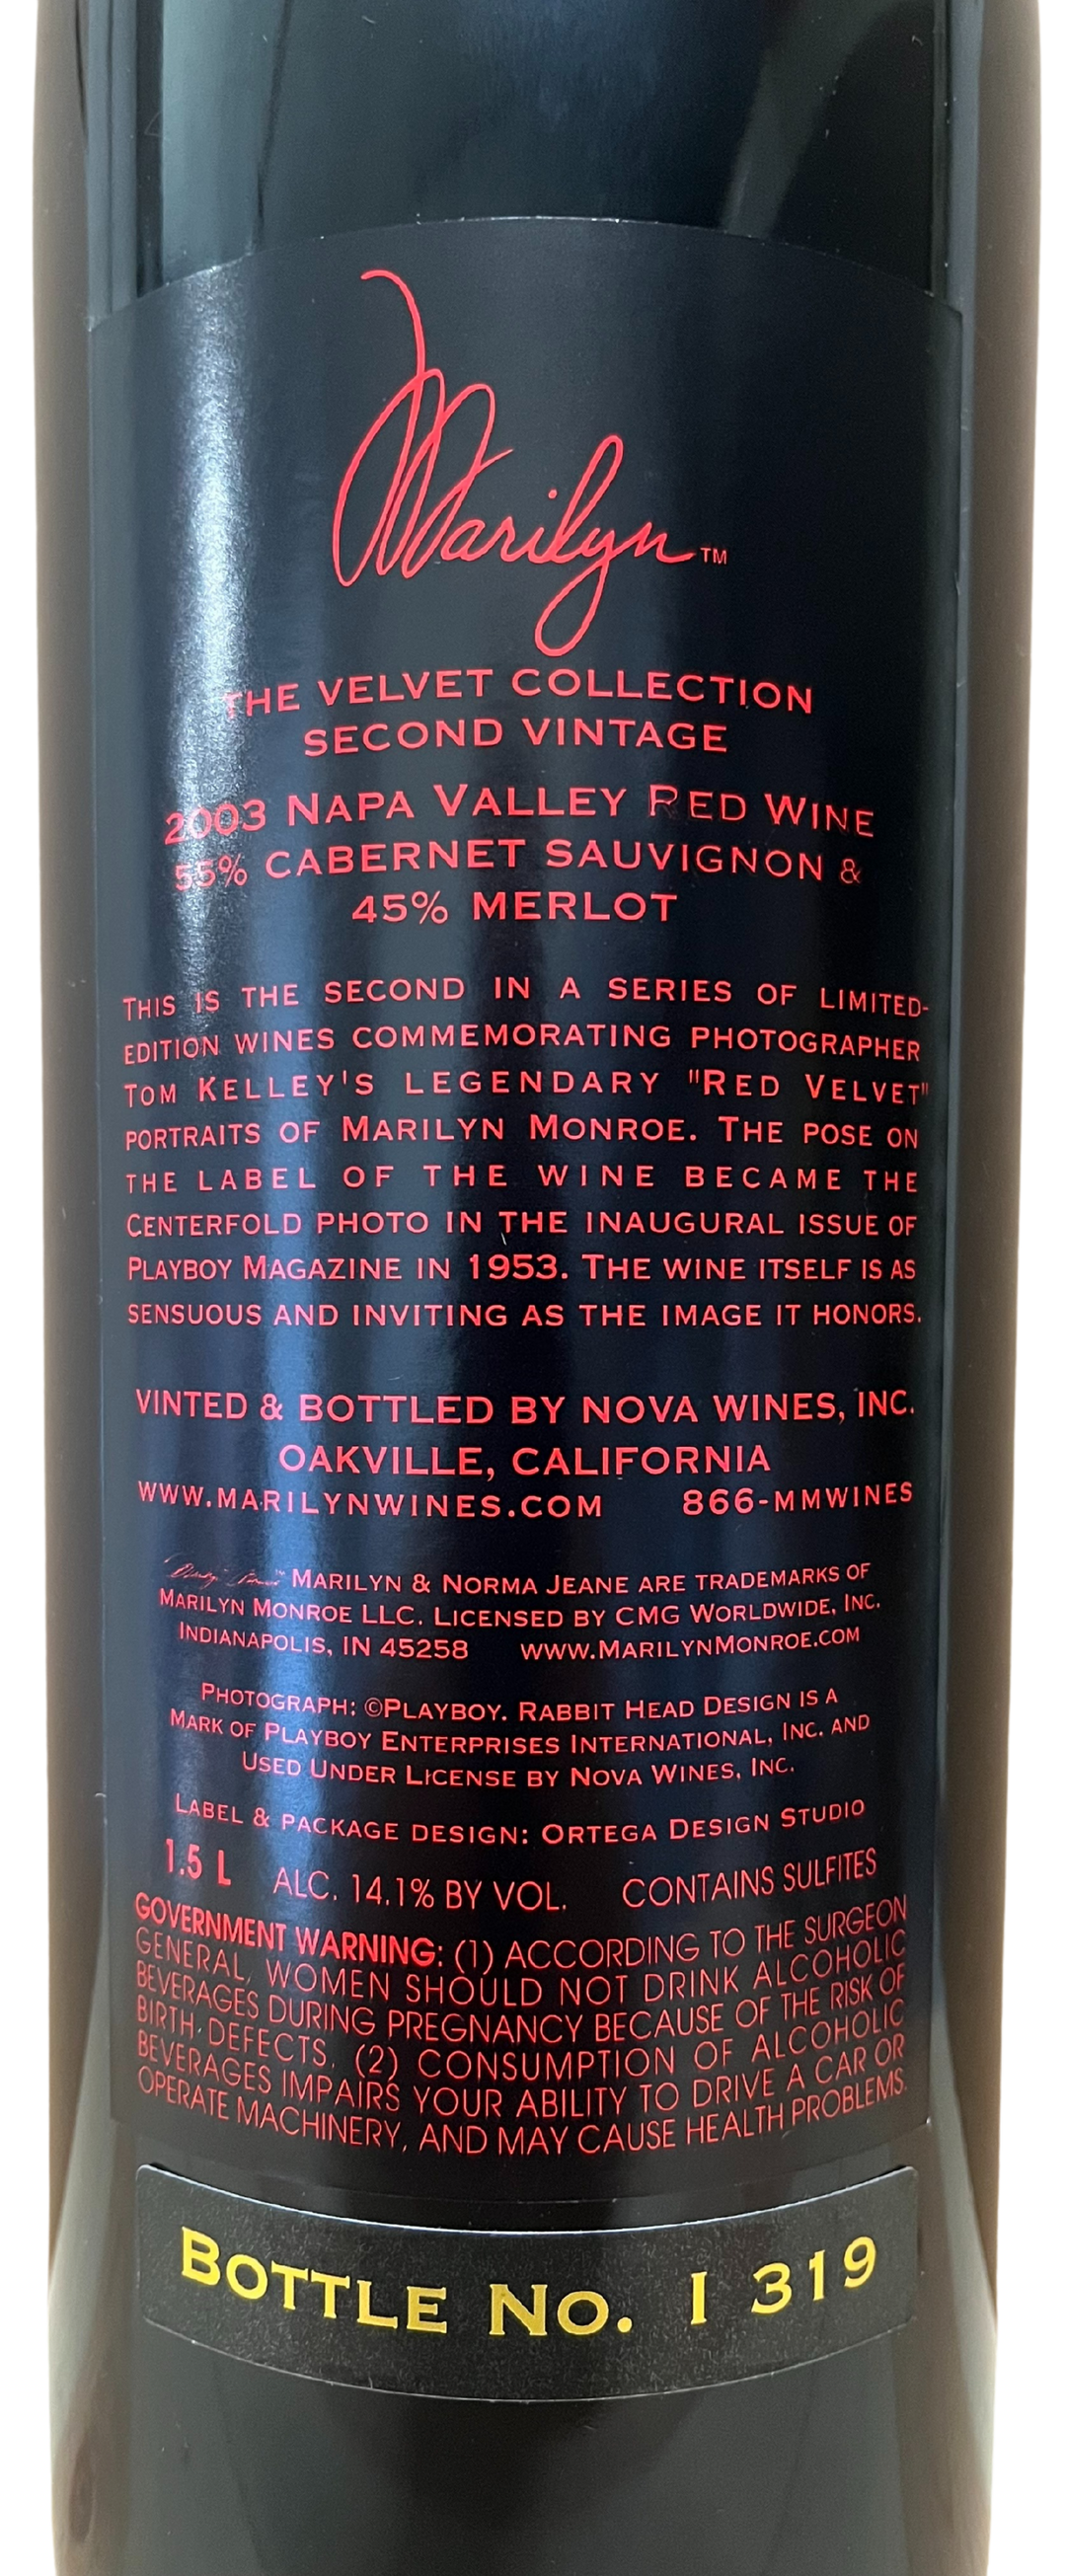 Marilyn™
THE VELVET COLLECTION
SECOND VINTAGE
2003 NAPA VALLEY RED WINE
55% CABERNET SAUVIGNON &
45% MERLOT
THIS IS THE SECOND IN A SERIES OF LIMITED-
EDITION WINES COMMEMORATING PHOTOGRAPHER
TOM KELLEY'S LEGENDARY "RED VELVET"
PORTRAITS OF MARILYN MONROE. THE POSE ON
THE LABEL OF THE WINE BECAME THE
CENTERFOLD PHOTO IN THE INAUGURAL ISSUE OF
PLAYBOY MAGAZINE IN 1953. THE WINE ITSELF IS AS
SENSUOUS AND INVITING AS THE IMAGE IT HONORS.
VINTED & BOTTLED BY NOVA WINES, INC.
OAKVILLE, CALIFORNIA
WWW.MARILYNWINES.COM 866-MMWINES
™ MARILYN & NORMA JEANE ARE TRADEMARKS OF
MARILYN MONROE LLC. LICENSED BY CMG WORLDWIDE, INC.
INDIANAPOLIS, IN 45258 WWW.MARILYNMONROE.COM
PHOTOGRAPH: ©PLAYBOY. RABBIT HEAD DESIGN IS A
MARK OF PLAYBOY ENTERPRISES INTERNATIONAL, INC. AND
USED UNDER LICENSE BY NOVA WINES, INC.
LABEL & PACKAGE DESIGN: ORTEGA DESIGN STUDIO
1.5 L ALC. 14.1% BY VOL. CONTAINS SULFITES
GOVERNMENT WARNING: (1) ACCORDING TO THE SURGEON
GENERAL, WOMEN SHOULD NOT DRINK ALCOHOLIC
BEVERAGES DURING PREGNANCY BECAUSE OF THE RISK OF
BIRTH DEFECTS. (2) CONSUMPTION OF ALCOHOLIC
BEVERAGES IMPAIRS YOUR ABILITY TO DRIVE A CAR OR
OPERATE MACHINERY, AND MAY CAUSE HEALTH PROBLEMS.
BOTTLE NO. 1 319